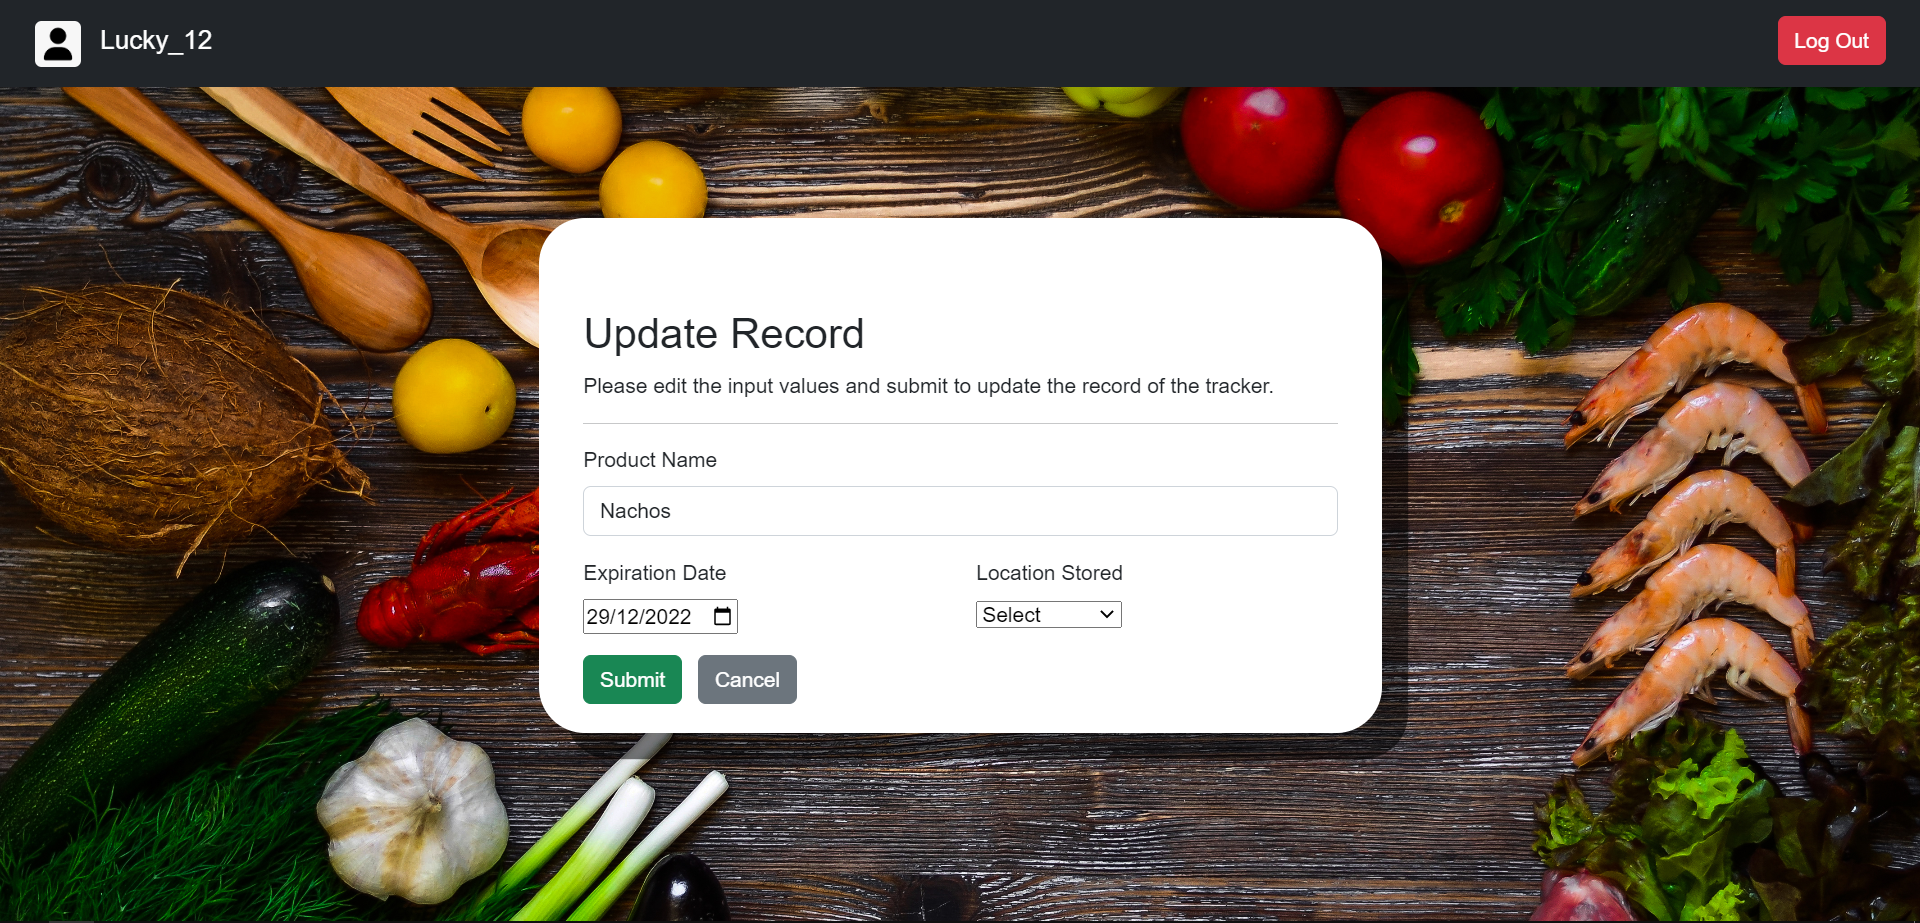 Lucky_12
Log Out
Update Record
Please edit the input values and submit to update the record of the tracker.
Product Name
Nachos
Expiration Date
Location Stored
29/12/2022
Select
Submit
Cancel